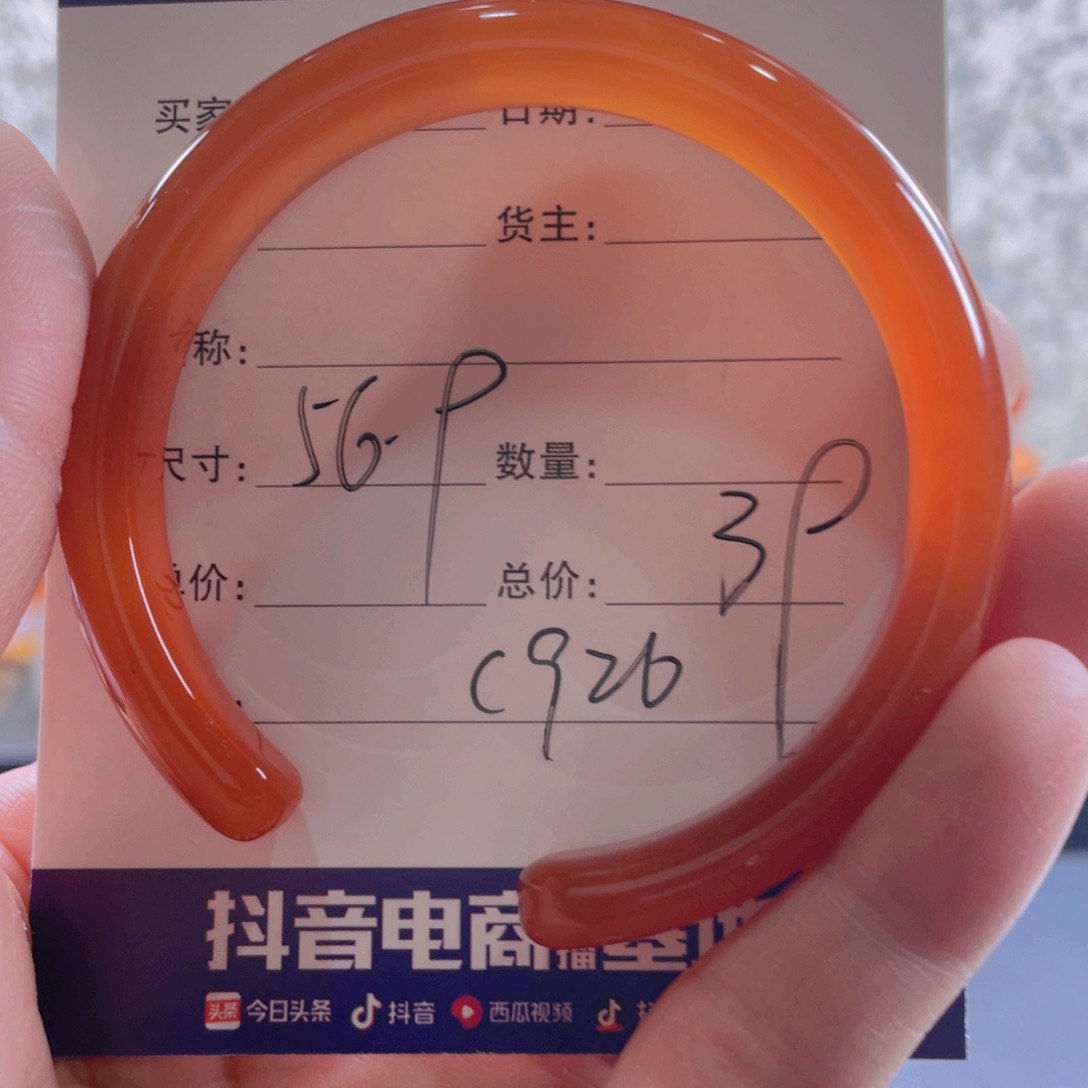 买家 日期:
货主:
称:
尺寸: 56. 数量:
价: 总价: 3
c926
抖音电商
今日头条 抖音 西瓜视频